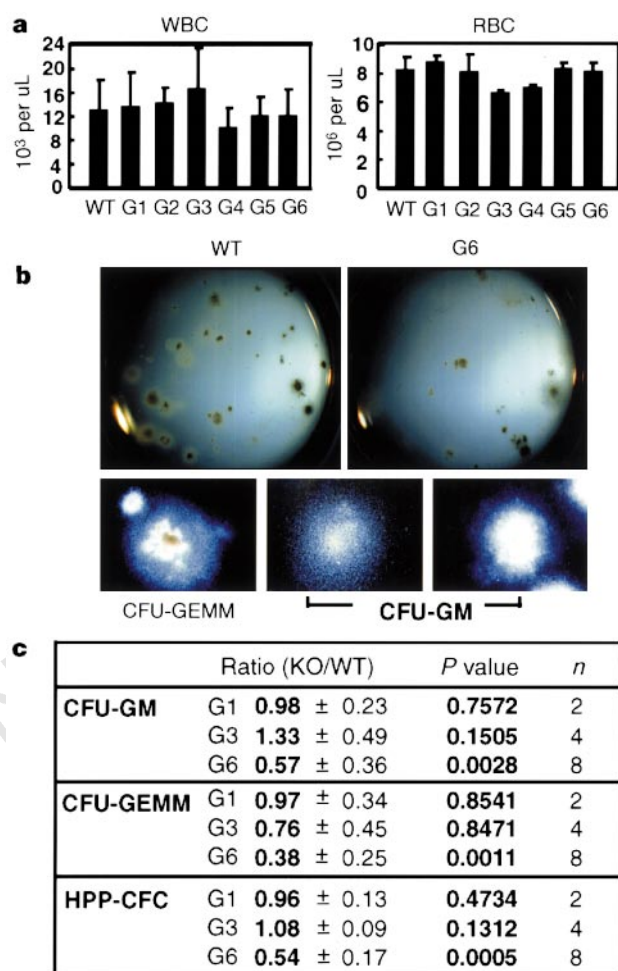 a
WBC
RBC
24
20
16
12
8
4
0
10³ per uL
WT G1 G2 G3 G4 G5 G6
10
8
6
4
2
0
10⁶ per uL
WT G1 G2 G3 G4 G5 G6
b
WT
G6
CFU-GEMM
CFU-GM
c
Ratio (KO/WT) P value n
CFU-GM G1 0.98 ± 0.23 0.7572 2
G3 1.33 ± 0.49 0.1505 4
G6 0.57 ± 0.36 0.0028 8
CFU-GEMM G1 0.97 ± 0.34 0.8541 2
G3 0.76 ± 0.45 0.8471 4
G6 0.38 ± 0.25 0.0011 8
HPP-CFC G1 0.96 ± 0.13 0.4734 2
G3 1.08 ± 0.09 0.1312 4
G6 0.54 ± 0.17 0.0005 8